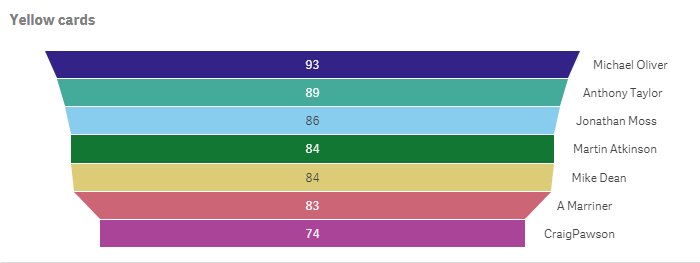 Yellow cards
93 Michael Oliver
89 Anthony Taylor
86 Jonathan Moss
84 Martin Atkinson
84 Mike Dean
83 A Marriner
74 CraigPawson